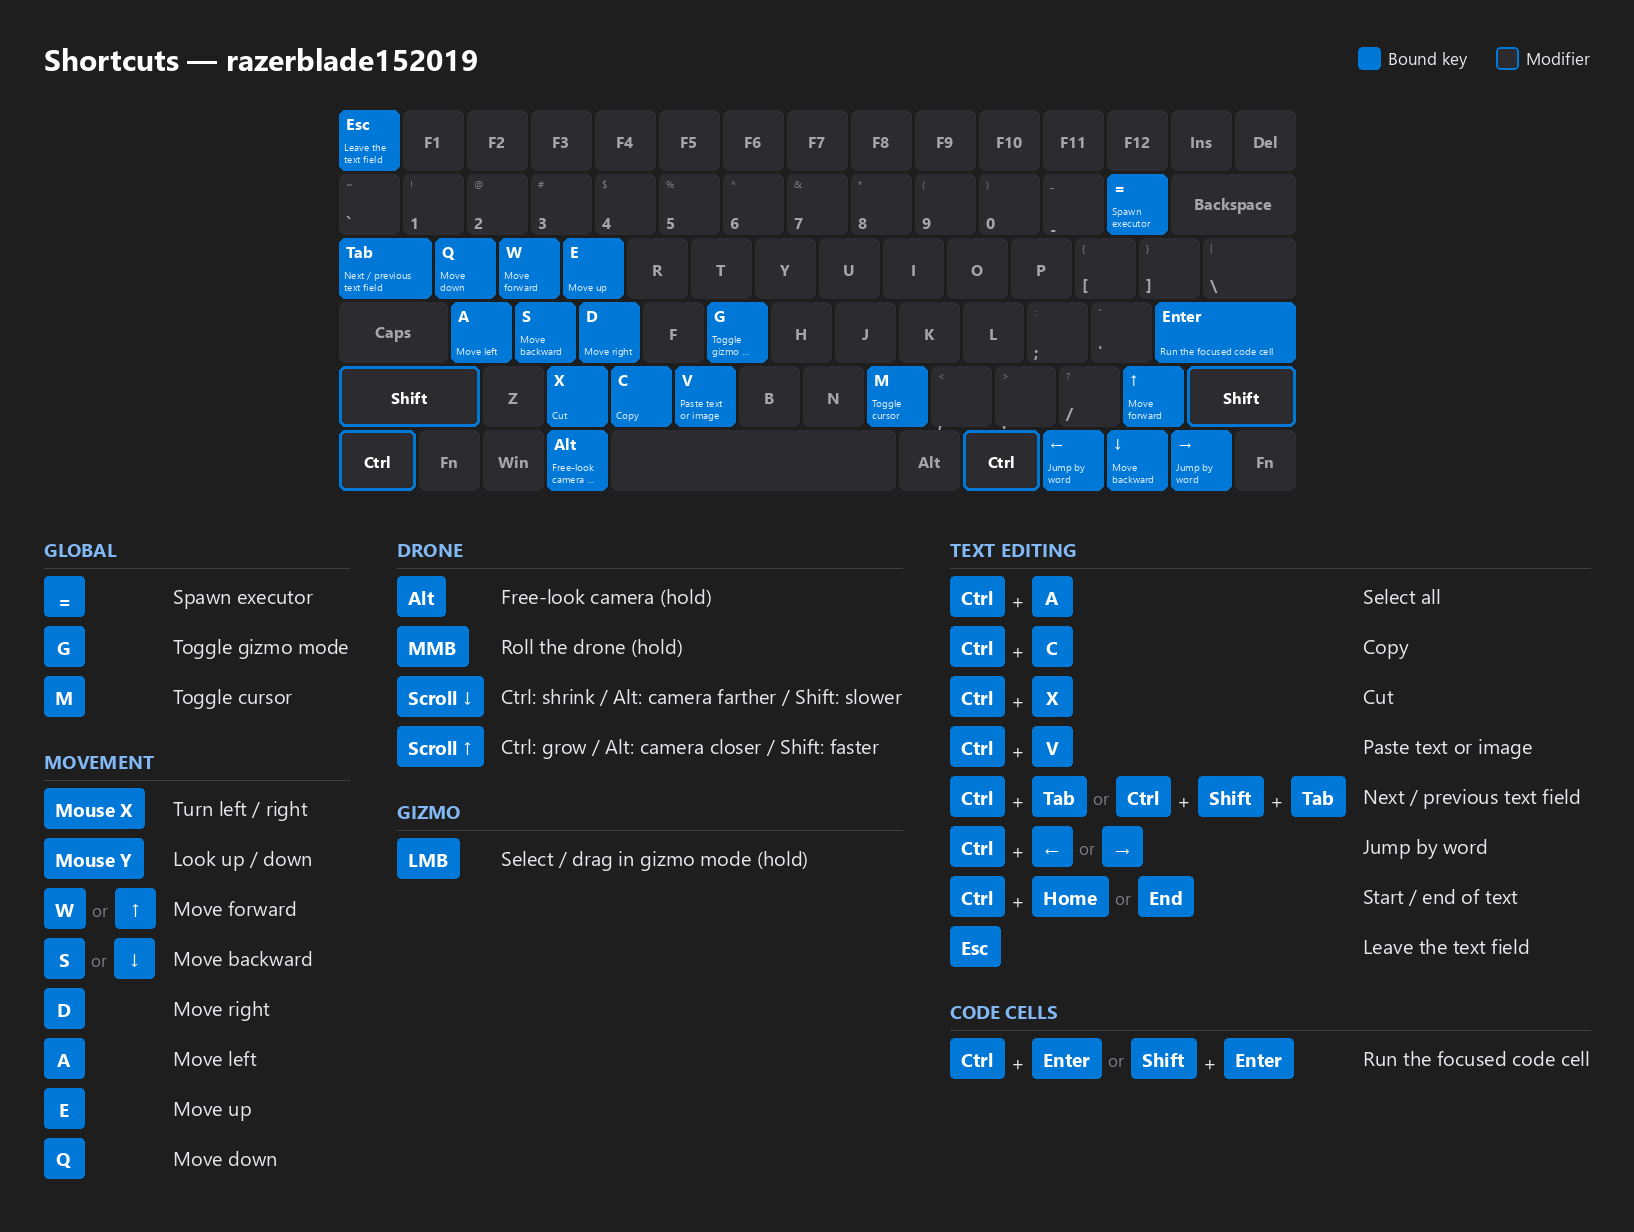 Shortcuts — razerblade152019
Bound key
Modifier
Esc
Leave the
text field
F1
F2
F3
F4
F5
F6
F7
F8
F9
F10
F11
F12
Ins
Del
~
`
!
1
@
2
#
3
$
4
%
5
^
6
&
7
*
8
(
9
)
0
_
-
=
Spawn
executor
Backspace
Tab
Next / previous
text field
Q
Move
down
W
Move
forward
E
Move up
R
T
Y
U
I
O
P
{
[
}
]
|
\
Caps
A
Move left
S
Move
backward
D
Move right
F
G
Toggle
gizmo ...
H
J
K
L
:
;
"
'
Enter
Run the focused code cell
Shift
Z
X
Cut
C
Copy
V
Paste text
or image
B
N
M
Toggle
cursor
<
,
>
.
?
/
↑
Move
forward
Shift
Ctrl
Fn
Win
Alt
Free-look
camera ...
Alt
Ctrl
←
Jump by
word
↓
Move
backward
→
Jump by
word
Fn
GLOBAL
= Spawn executor
G Toggle gizmo mode
M Toggle cursor
MOVEMENT
Mouse X Turn left / right
Mouse Y Look up / down
W or ↑ Move forward
S or ↓ Move backward
D Move right
A Move left
E Move up
Q Move down
DRONE
Alt Free-look camera (hold)
MMB Roll the drone (hold)
Scroll ↓ Ctrl: shrink / Alt: camera farther / Shift: slower
Scroll ↑ Ctrl: grow / Alt: camera closer / Shift: faster
GIZMO
LMB Select / drag in gizmo mode (hold)
TEXT EDITING
Ctrl + A Select all
Ctrl + C Copy
Ctrl + X Cut
Ctrl + V Paste text or image
Ctrl + Tab or Ctrl + Shift + Tab Next / previous text field
Ctrl + ← or → Jump by word
Ctrl + Home or End Start / end of text
Esc Leave the text field
CODE CELLS
Ctrl + Enter or Shift + Enter Run the focused code cell